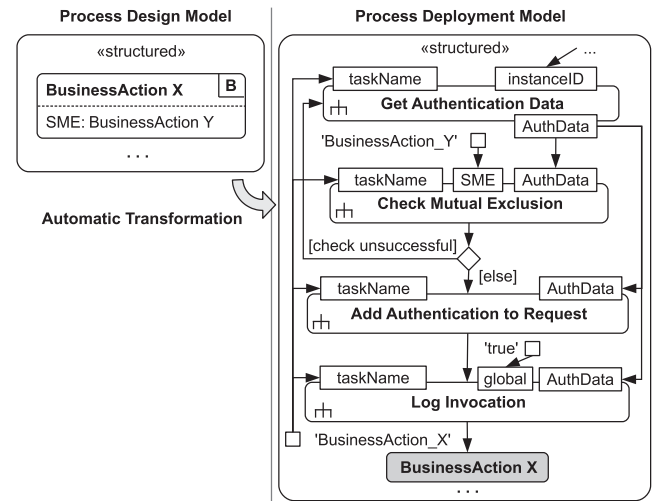 Process Design Model
«structured»
BusinessAction X
B
SME: BusinessAction Y
. . .
Automatic Transformation
Process Deployment Model
«structured»
...
taskName
instanceID
Get Authentication Data
AuthData
'BusinessAction_Y'
taskName
SME
AuthData
Check Mutual Exclusion
[check unsuccessful]
[else]
taskName
AuthData
Add Authentication to Request
'true'
taskName
global
AuthData
Log Invocation
'BusinessAction_X'
BusinessAction X
. . .